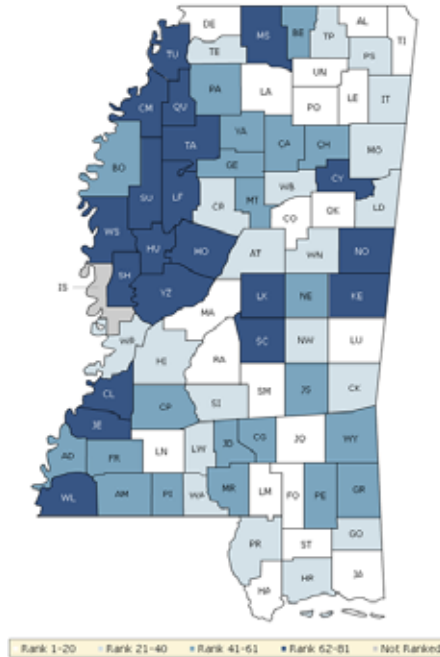 DE MS BE TP AL TI
TU TE PS
UN
PA LA LE IT
CM QU PO
TA YA CA CH MO
BO GE
SU LF CR MT WB CY LD
CO OK
WS
HU MO AT WN NO
SH
IS YZ LK NE KE
MA
WR SC NW LU
HI RA
CL SM JS CK
CP SI
JE
AD FR LN LW JD CG JO WY
WL AM PI WA MR LM FO PE GR
PR ST GO
HA HR JA
Rank 1-20 Rank 21-40 Rank 41-61 Rank 62-81 Not Ranked